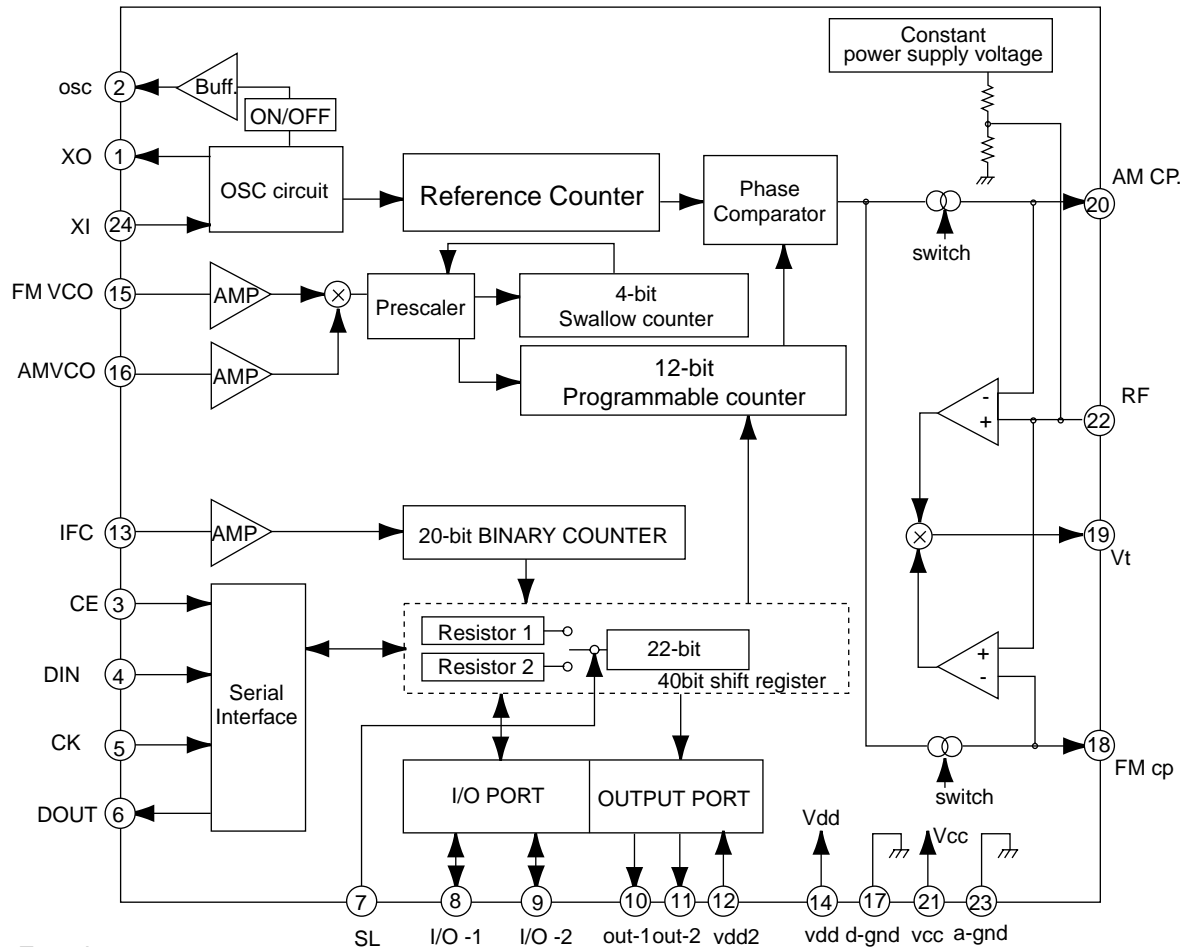 Constant
power supply voltage
osc
2
Buff.
ON/OFF
XO
1
OSC circuit
Reference Counter
Phase
Comparator
AM CP.
20
XI
24
switch
FM VCO
15
AMP
×
Prescaler
4-bit
Swallow counter
AMVCO
16
AMP
12-bit
Programmable counter
-
+
RF
22
IFC
13
AMP
20-bit BINARY COUNTER
×
19
Vt
CE
3
Resistor 1
22-bit
Resistor 2
40bit shift register
DIN
4
Serial
Interface
+
-
CK
5
18
FM cp
I/O PORT
OUTPUT PORT
switch
DOUT
6
Vdd
Vcc
7
8
9
10
11
12
14
17
21
23
SL
I/O -1
I/O -2
out-1
out-2
vdd2
vdd
d-gnd
vcc
a-gnd